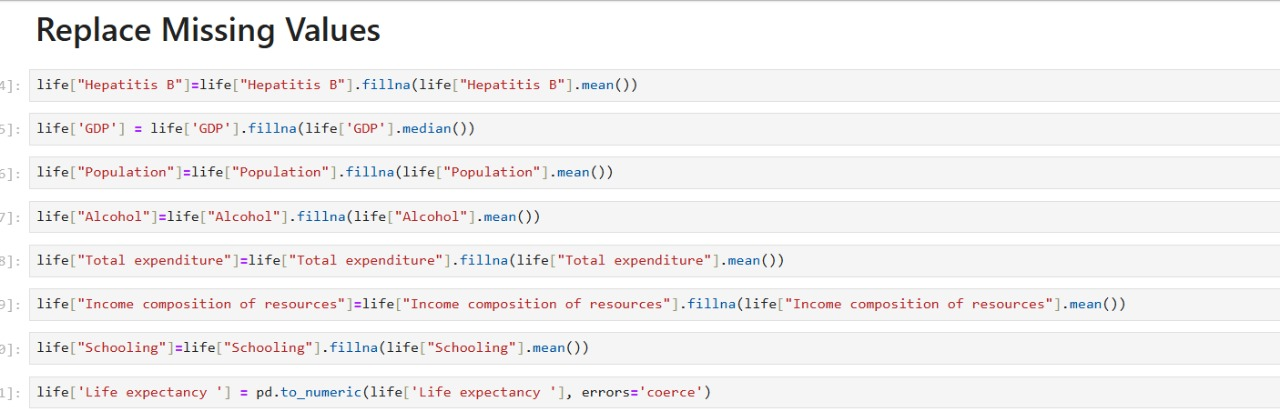 Replace Missing Values
4]: life["Hepatitis B"]=life["Hepatitis B"].fillna(life["Hepatitis B"].mean())
5]: life['GDP'] = life['GDP'].fillna(life['GDP'].median())
6]: life["Population"]=life["Population"].fillna(life["Population"].mean())
7]: life["Alcohol"]=life["Alcohol"].fillna(life["Alcohol"].mean())
8]: life["Total expenditure"]=life["Total expenditure"].fillna(life["Total expenditure"].mean())
9]: life["Income composition of resources"]=life["Income composition of resources"].fillna(life["Income composition of resources"].mean())
0]: life["Schooling"]=life["Schooling"].fillna(life["Schooling"].mean())
1]: life['Life expectancy '] = pd.to_numeric(life['Life expectancy '], errors='coerce')